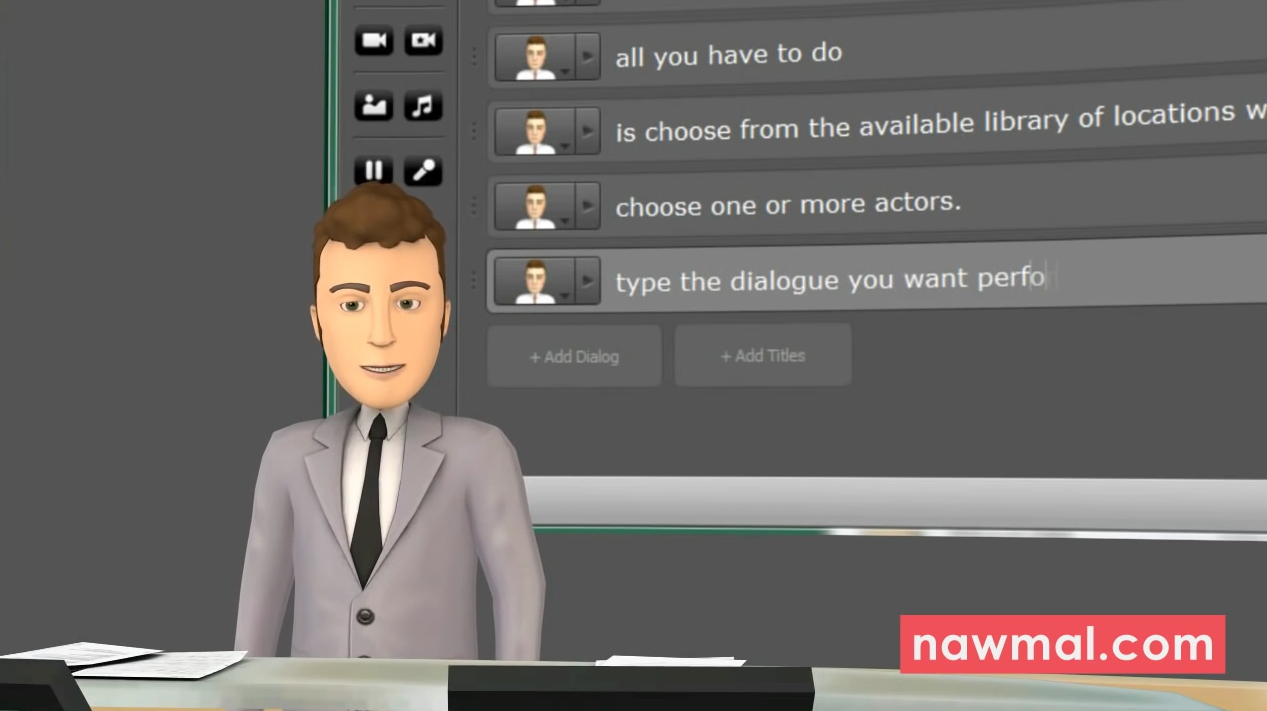 all you have to do
is choose from the available library of locations
choose one or more actors.
type the dialogue you want perfo
+ Add Dialog
+ Add Titles
nawmal.com